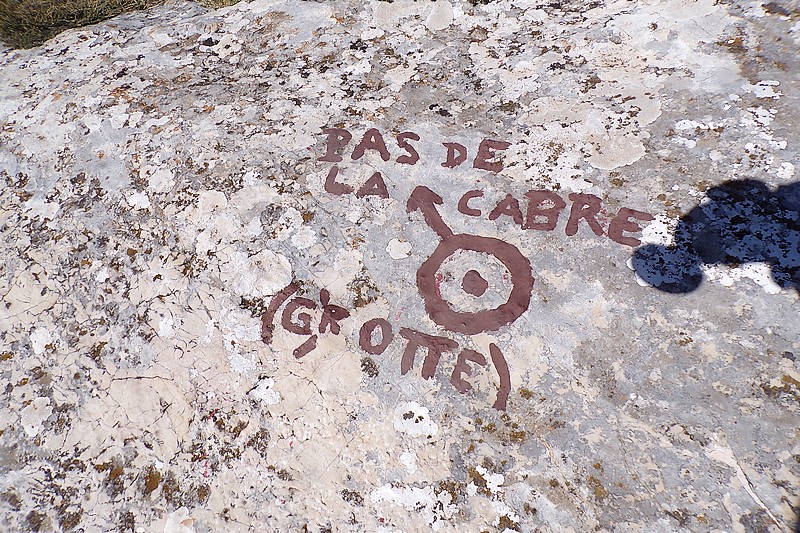 PAS DE
LA CABRE
(GROTTE)